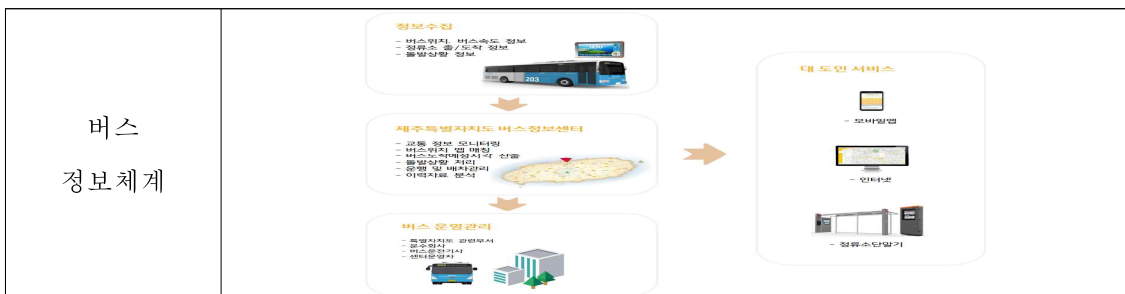 버스
정보체계
정보수집
- 버스위치, 버스속도 정보
- 정류소 출/도착 정보
- 돌발상황 정보
203
제주특별자치도 버스정보센터
- 교통 정보 모니터링
- 버스위치 맵 매칭
- 버스도착예정시각 산출
- 돌발상황 처리
- 운행 및 배차관리
- 이력자료 분석
버스 운영관리
- 특별자치도 관련부서
- 운수회사
- 버스운전기사
- 센터운영자
대 도민 서비스
- 모바일앱
- 인터넷
- 정류소단말기